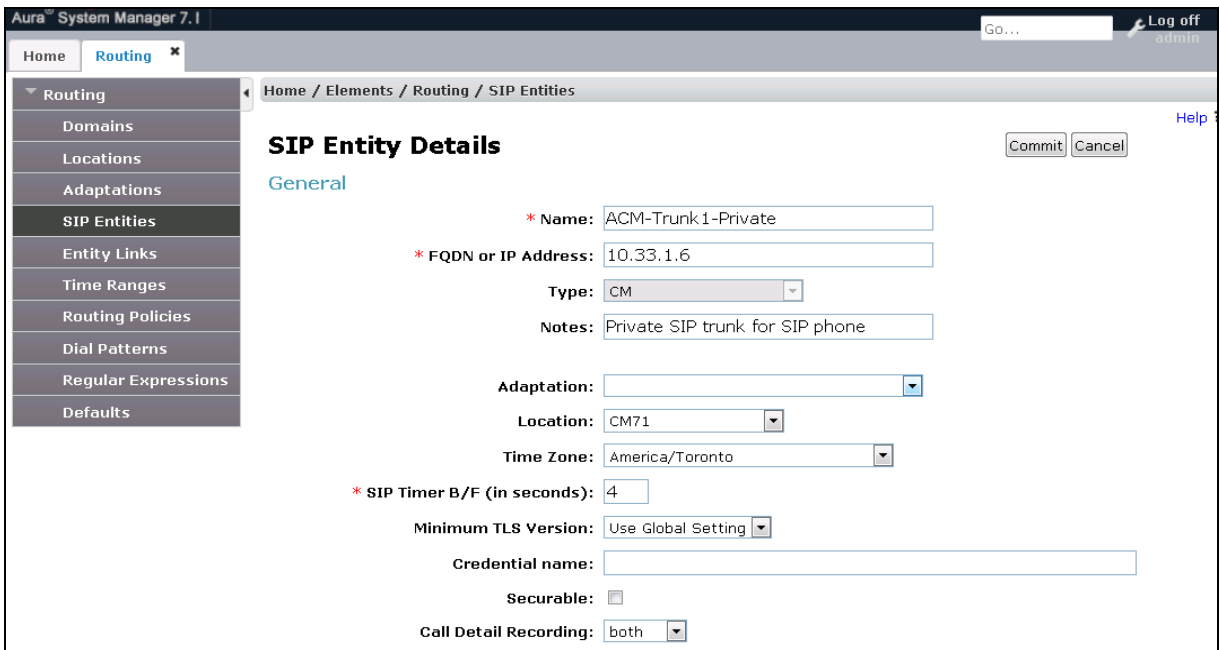 Aura® System Manager 7.1
Go...
Log off
admin
Home
Routing ×
Routing
Domains
Locations
Adaptations
SIP Entities
Entity Links
Time Ranges
Routing Policies
Dial Patterns
Regular Expressions
Defaults
Home / Elements / Routing / SIP Entities
Help ?
SIP Entity Details
Commit Cancel
General
* Name: ACM-Trunk1-Private
* FQDN or IP Address: 10.33.1.6
Type: CM
Notes: Private SIP trunk for SIP phone
Adaptation:
Location: CM71
Time Zone: America/Toronto
* SIP Timer B/F (in seconds): 4
Minimum TLS Version: Use Global Setting
Credential name:
Securable:
Call Detail Recording: both